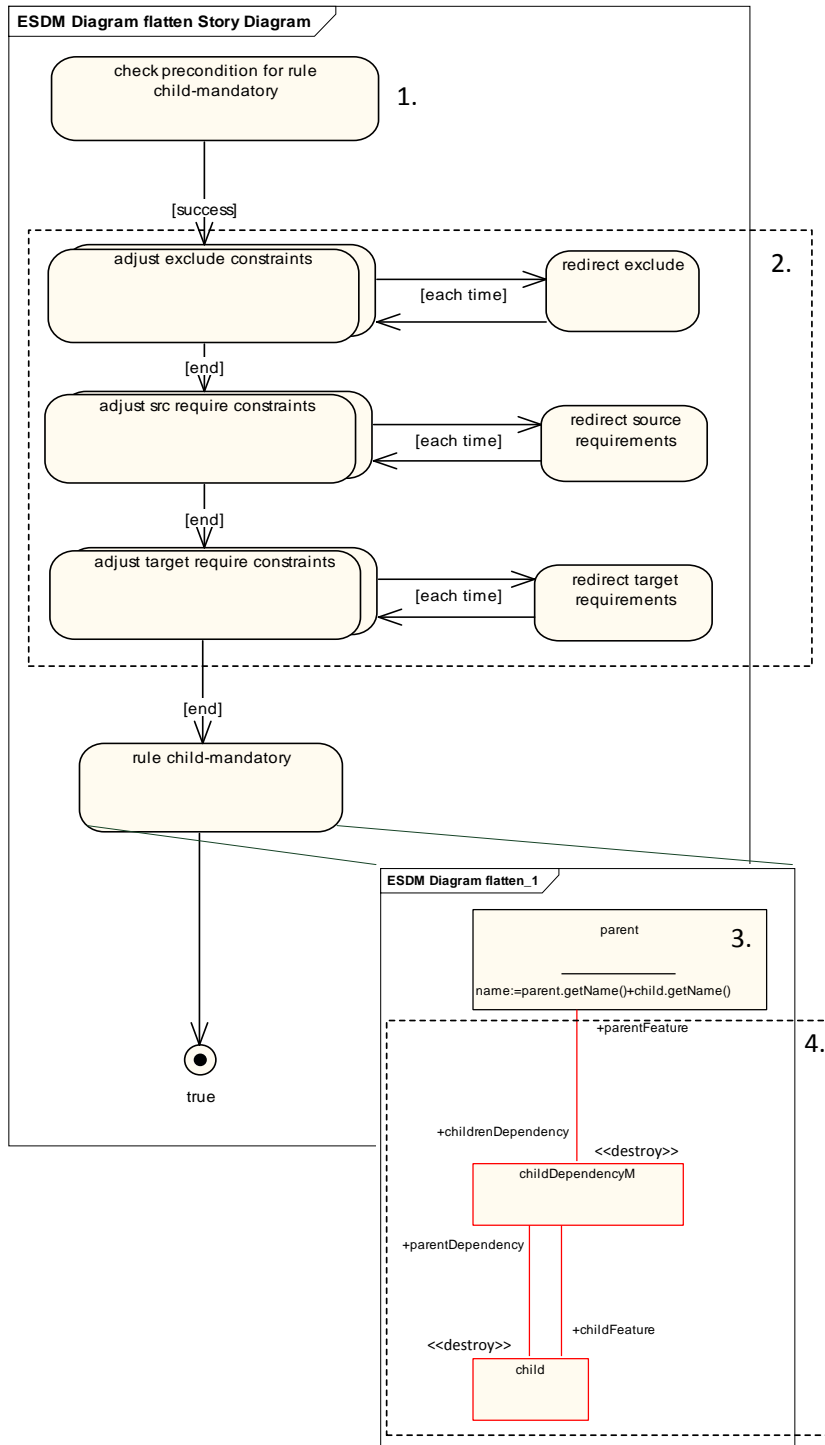 ESDM Diagram flatten Story Diagram
check precondition for rule
child-mandatory
1.
[success]
2.
adjust exclude constraints
redirect exclude
[each time]
[end]
adjust src require constraints
redirect source
requirements
[each time]
[end]
adjust target require constraints
redirect target
requirements
[each time]
[end]
rule child-mandatory
true
ESDM Diagram flatten_1
parent
3.
name:=parent.getName()+child.getName()
+parentFeature
4.
+childrenDependency
<<destroy>>
childDependencyM
+parentDependency
+childFeature
<<destroy>>
child